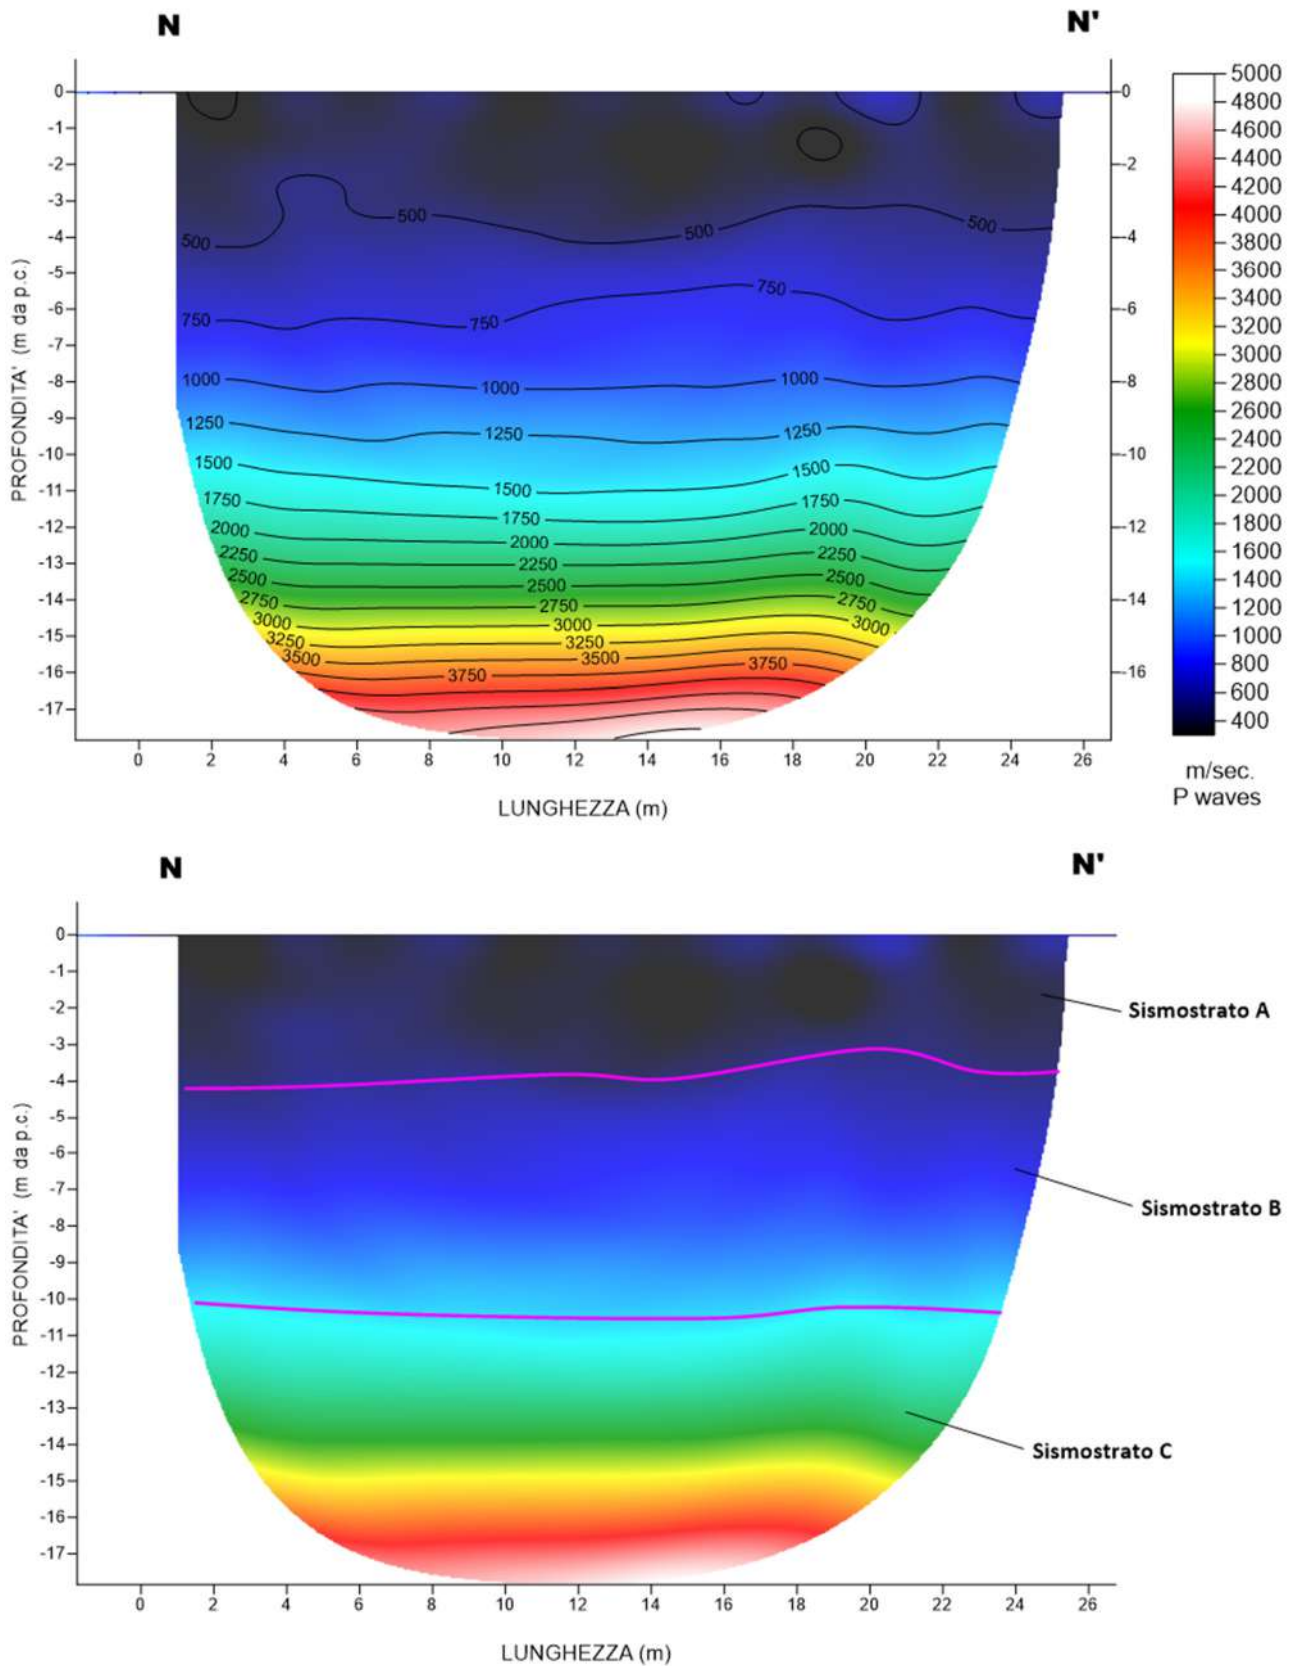 N N'
0 0 5000
-1 4800
-2 -2 4600
-3 4400
-4 500 500 500 500 -4 4200
-5 4000
-6 750 750 750 -6 3800
-7 3600
-8 1000 1000 1000 -8 3400
-9 1250 1250 1250 3200
-10 1500 1500 1500 -10 3000
-11 1750 1750 1750 2800
-12 2000 2000 2000 -12 2600
-13 2250 2250 2250 2400
2500 2500 2500 2200
-14 2750 2750 2750 -14 2000
3000 3000 3000 1800
-15 3250 3250 1600
3500 3500 1400
-16 3750 3750 -16 1200
-17 1000
800
600
400
PROFONDITA' (m da p.c.)
0 2 4 6 8 10 12 14 16 18 20 22 24 26
LUNGHEZZA (m)
m/sec.
P waves
N N'
0
-1
-2 Sismostrato A
-3
-4
-5
-6
-7 Sismostrato B
-8
-9
-10
-11
-12
-13
-14 Sismostrato C
-15
-16
-17
PROFONDITA' (m da p.c.)
0 2 4 6 8 10 12 14 16 18 20 22 24 26
LUNGHEZZA (m)